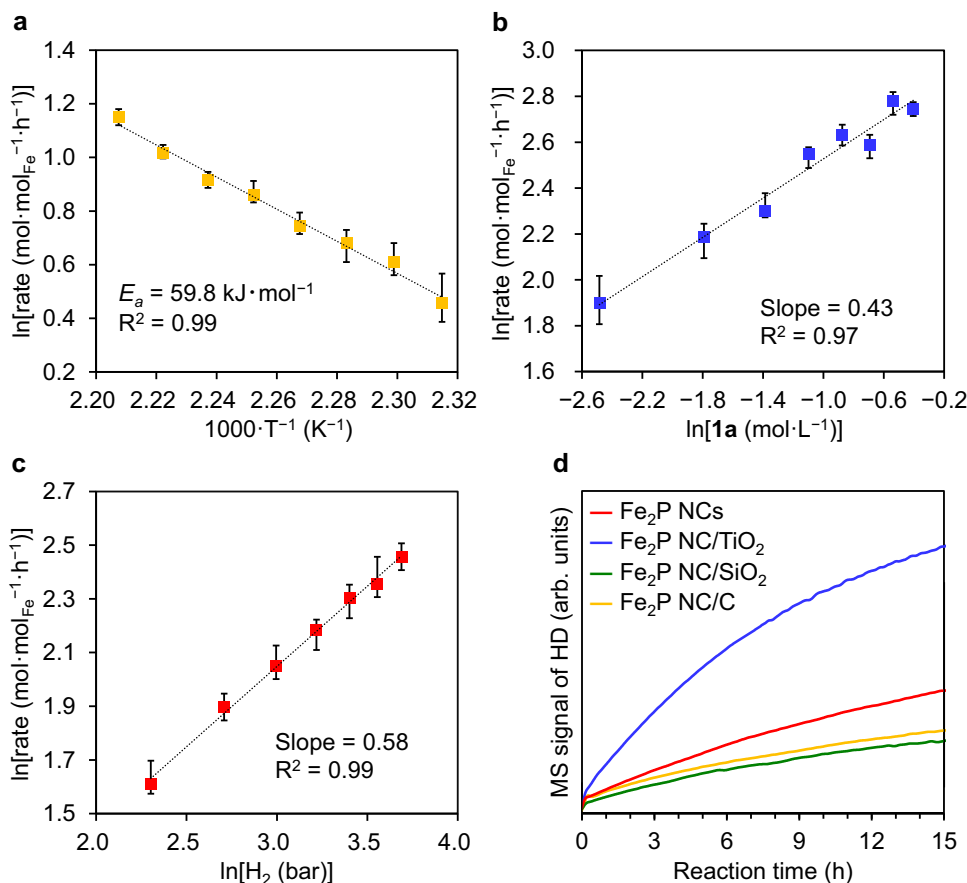 a
ln[rate (mol·mol_Fe⁻¹·h⁻¹)]
1.4
1.2
1.0
0.8
0.6
0.4
0.2
Eₐ = 59.8 kJ·mol⁻¹
R² = 0.99
2.20 2.22 2.24 2.26 2.28 2.30 2.32
1000·T⁻¹ (K⁻¹)
b
ln[rate (mol·mol_Fe⁻¹·h⁻¹)]
3.0
2.8
2.6
2.4
2.2
2.0
1.8
1.6
Slope = 0.43
R² = 0.97
−2.6 −2.2 −1.8 −1.4 −1.0 −0.6 −0.2
ln[1a (mol·L⁻¹)]
c
ln[rate (mol·mol_Fe⁻¹·h⁻¹)]
2.7
2.5
2.3
2.1
1.9
1.7
1.5
Slope = 0.58
R² = 0.99
2.0 2.5 3.0 3.5 4.0
ln[H₂ (bar)]
d
MS signal of HD (arb. units)
Fe₂P NCs
Fe₂P NC/TiO₂
Fe₂P NC/SiO₂
Fe₂P NC/C
0 3 6 9 12 15
Reaction time (h)